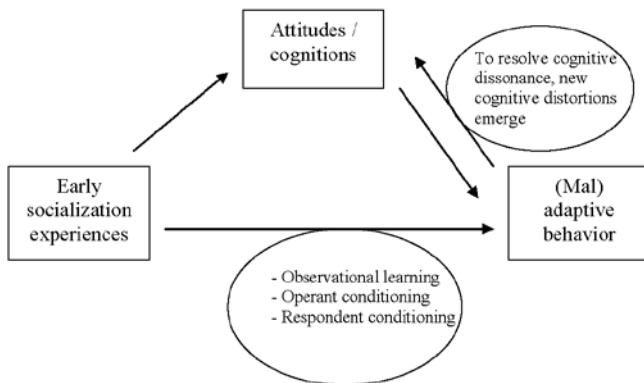 Attitudes /
cognitions
To resolve cognitive
dissonance, new
cognitive distortions
emerge
Early
socialization
experiences
(Mal)
adaptive
behavior
- Observational learning
- Operant conditioning
- Respondent conditioning